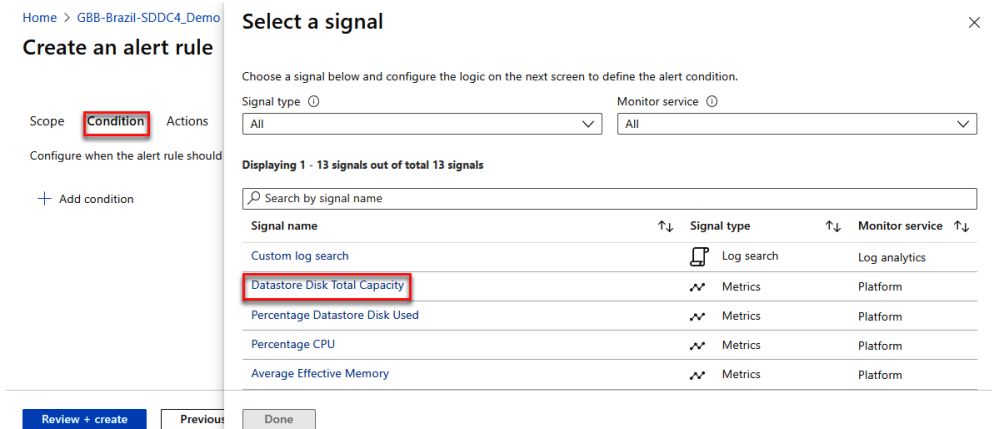 Home > GBB-Brazil-SDDC4_Demo
Create an alert rule
Scope Condition Actions
Configure when the alert rule should
Add condition
Review + create Previous
Select a signal
Choose a signal below and configure the logic on the next screen to define the alert condition.
Signal type Monitor service
All All
Displaying 1 - 13 signals out of total 13 signals
Search by signal name
Signal name Signal type Monitor service
Custom log search Log search Log analytics
Datastore Disk Total Capacity Metrics Platform
Percentage Datastore Disk Used Metrics Platform
Percentage CPU Metrics Platform
Average Effective Memory Metrics Platform
Done